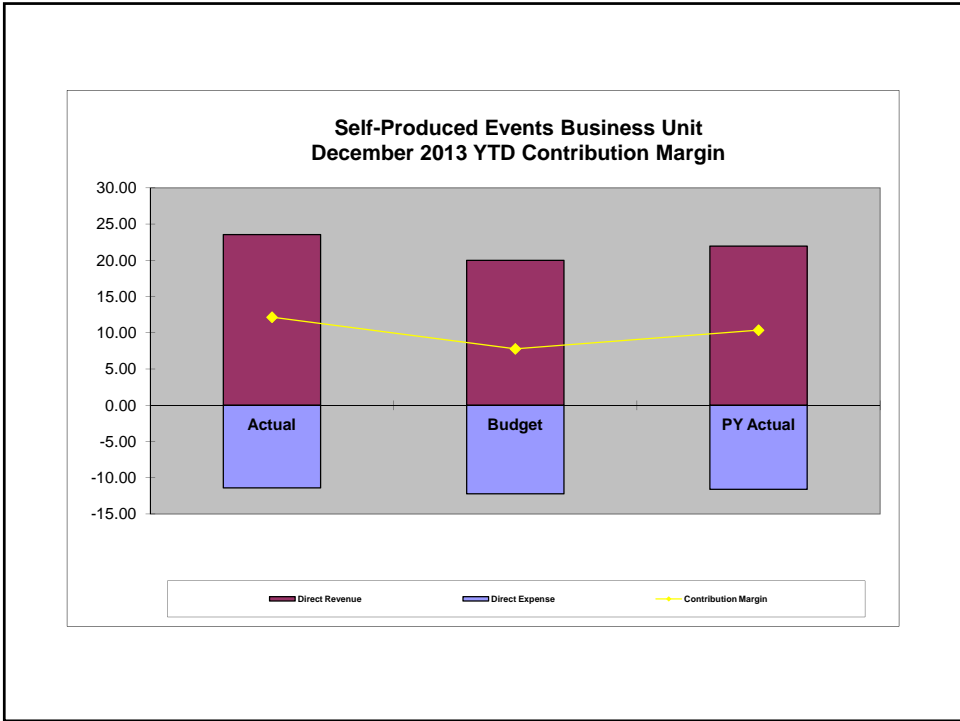 Self-Produced Events Business Unit
December 2013 YTD Contribution Margin
30.00
25.00
20.00
15.00
10.00
5.00
0.00
-5.00
-10.00
-15.00
Actual Budget PY Actual
Direct Revenue Direct Expense Contribution Margin